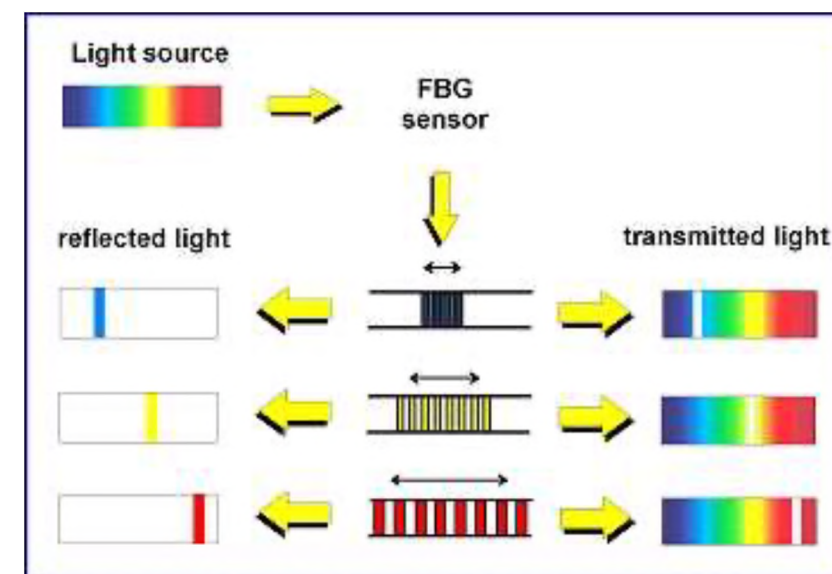 Light source
FBG
sensor
reflected light
transmitted light